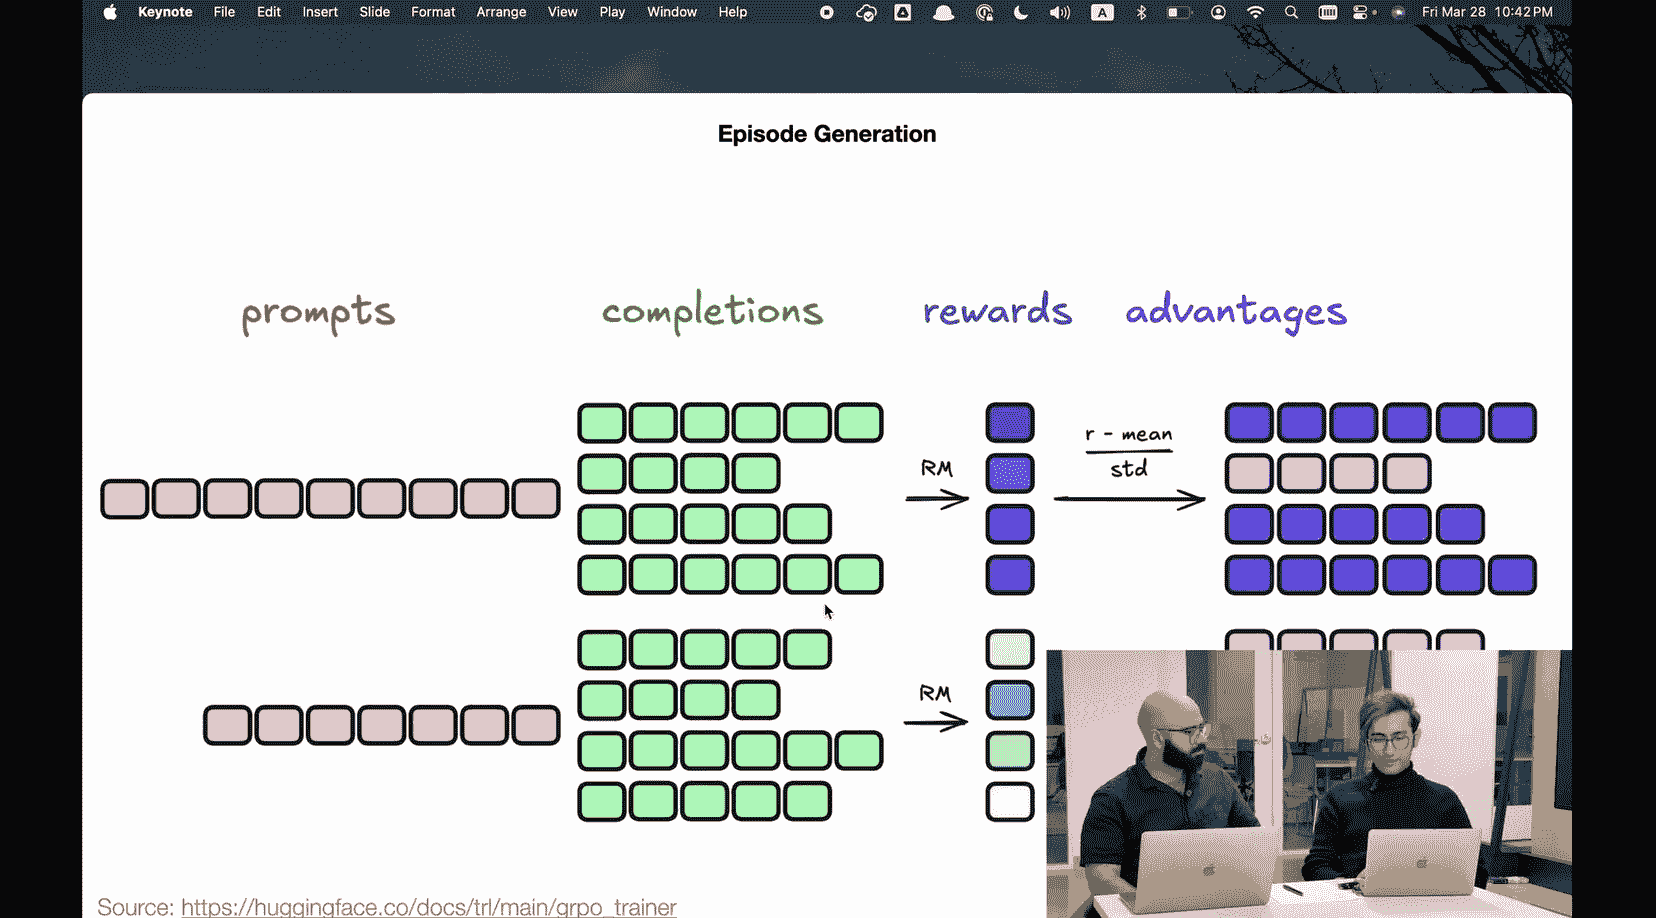 Keynote File Edit Insert Slide Format Arrange View Play Window Help A Fri Mar 28 10:42 PM
Episode Generation
prompts completions rewards advantages
r - mean
RM
std
RM
Source: https://huggingface.co/docs/trl/main/grpo_trainer